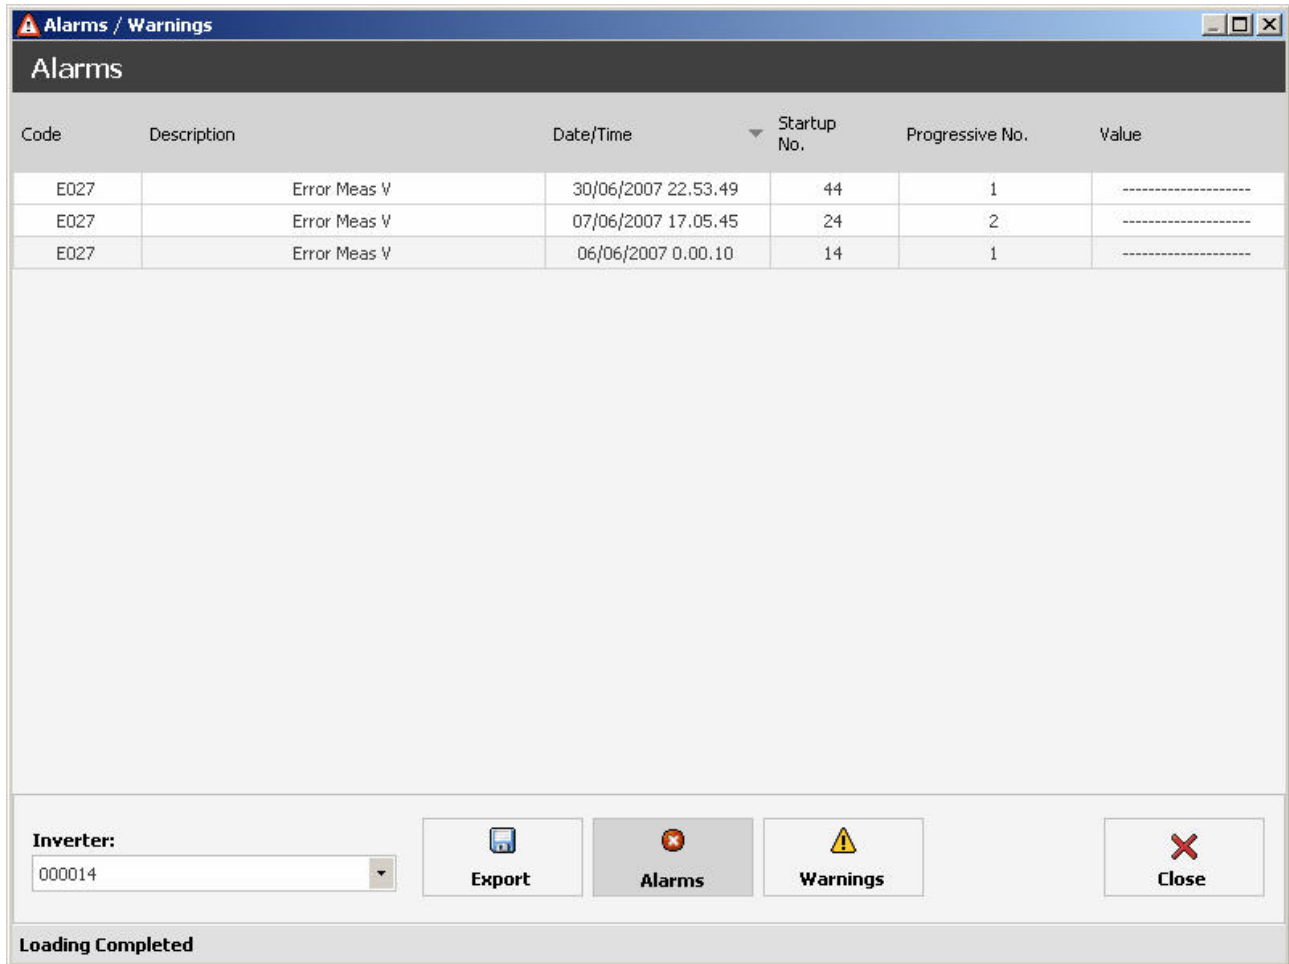 Alarms / Warnings
Alarms
Code Description Date/Time Startup No. Progressive No. Value
E027 Error Meas V 30/06/2007 22.53.49 44 1 --------------------
E027 Error Meas V 07/06/2007 17.05.45 24 2 --------------------
E027 Error Meas V 06/06/2007 0.00.10 14 1 --------------------
Inverter:
000014
Export Alarms Warnings Close
Loading Completed